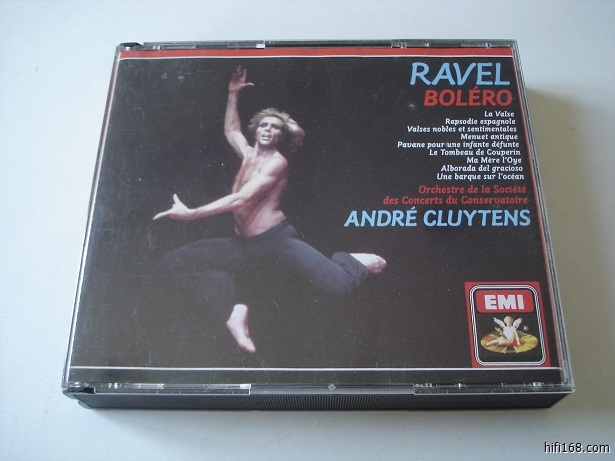 RAVEL
BOLÉRO
La Valse
Rapsodie espagnole
Valses nobles et sentimentales
Menuet antique
Pavane pour une infante défunte
Le Tombeau de Couperin
Ma Mère l'Oye
Alborada del gracioso
Une barque sur l'océan
Orchestre de la Société
des Concerts du Conservatoire
ANDRÉ CLUYTENS
EMI
hifi168.com